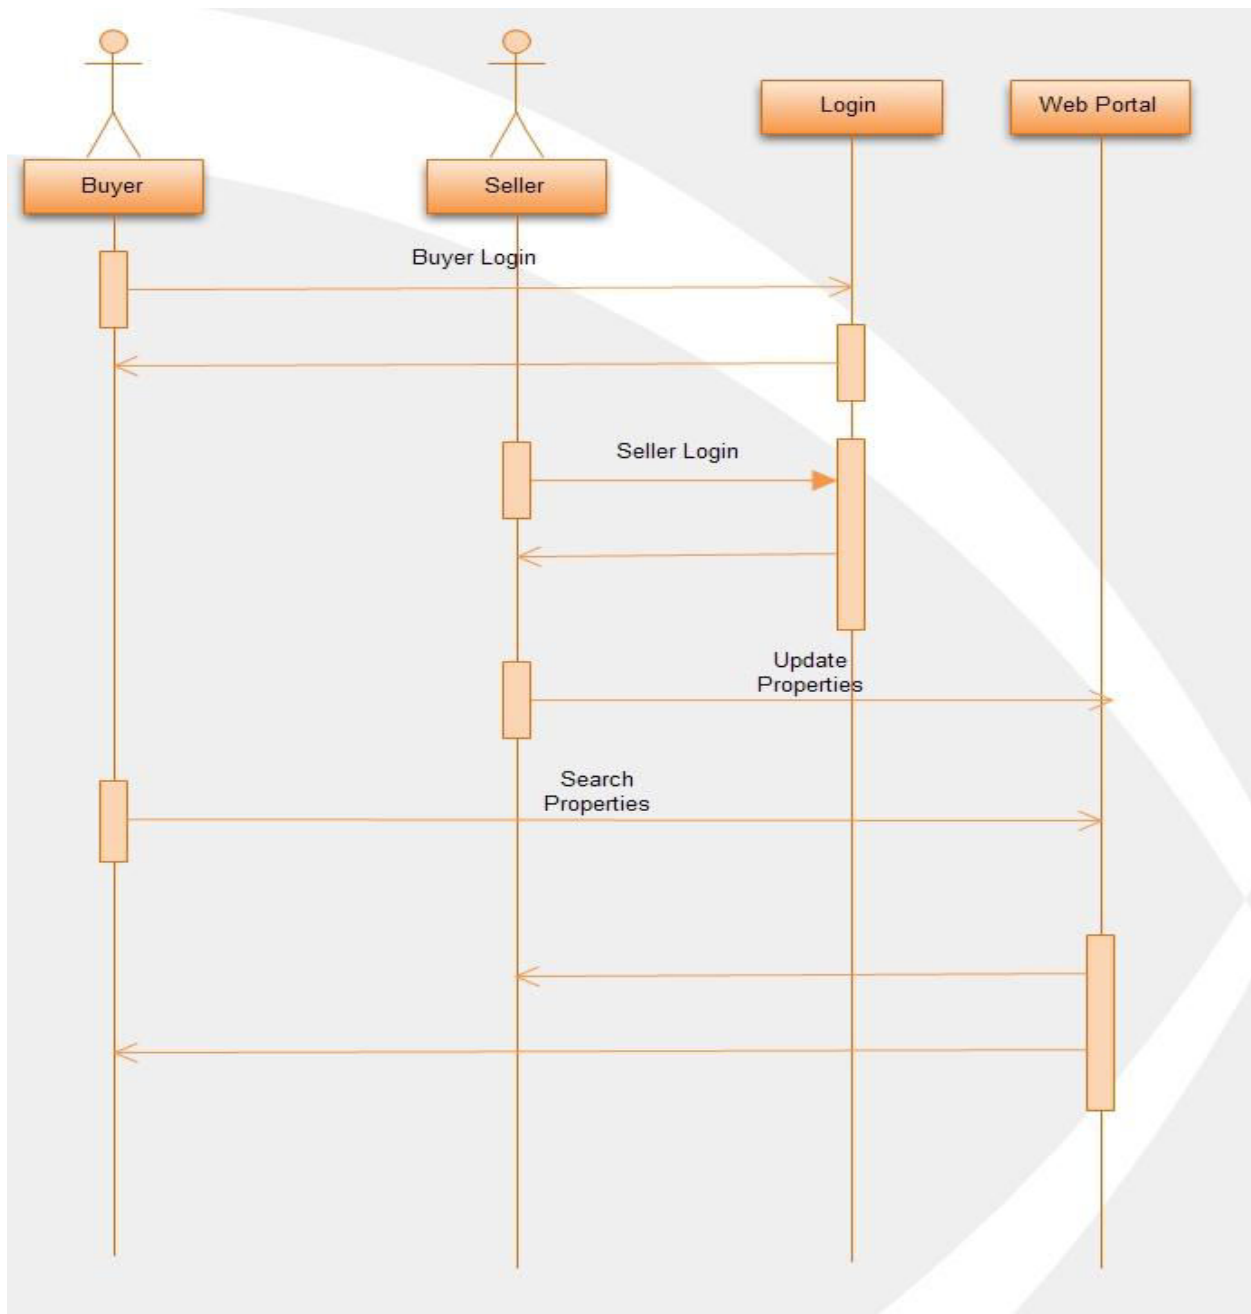 Login
Web Portal
Buyer
Seller
Buyer Login
Seller Login
Update
Properties
Search
Properties